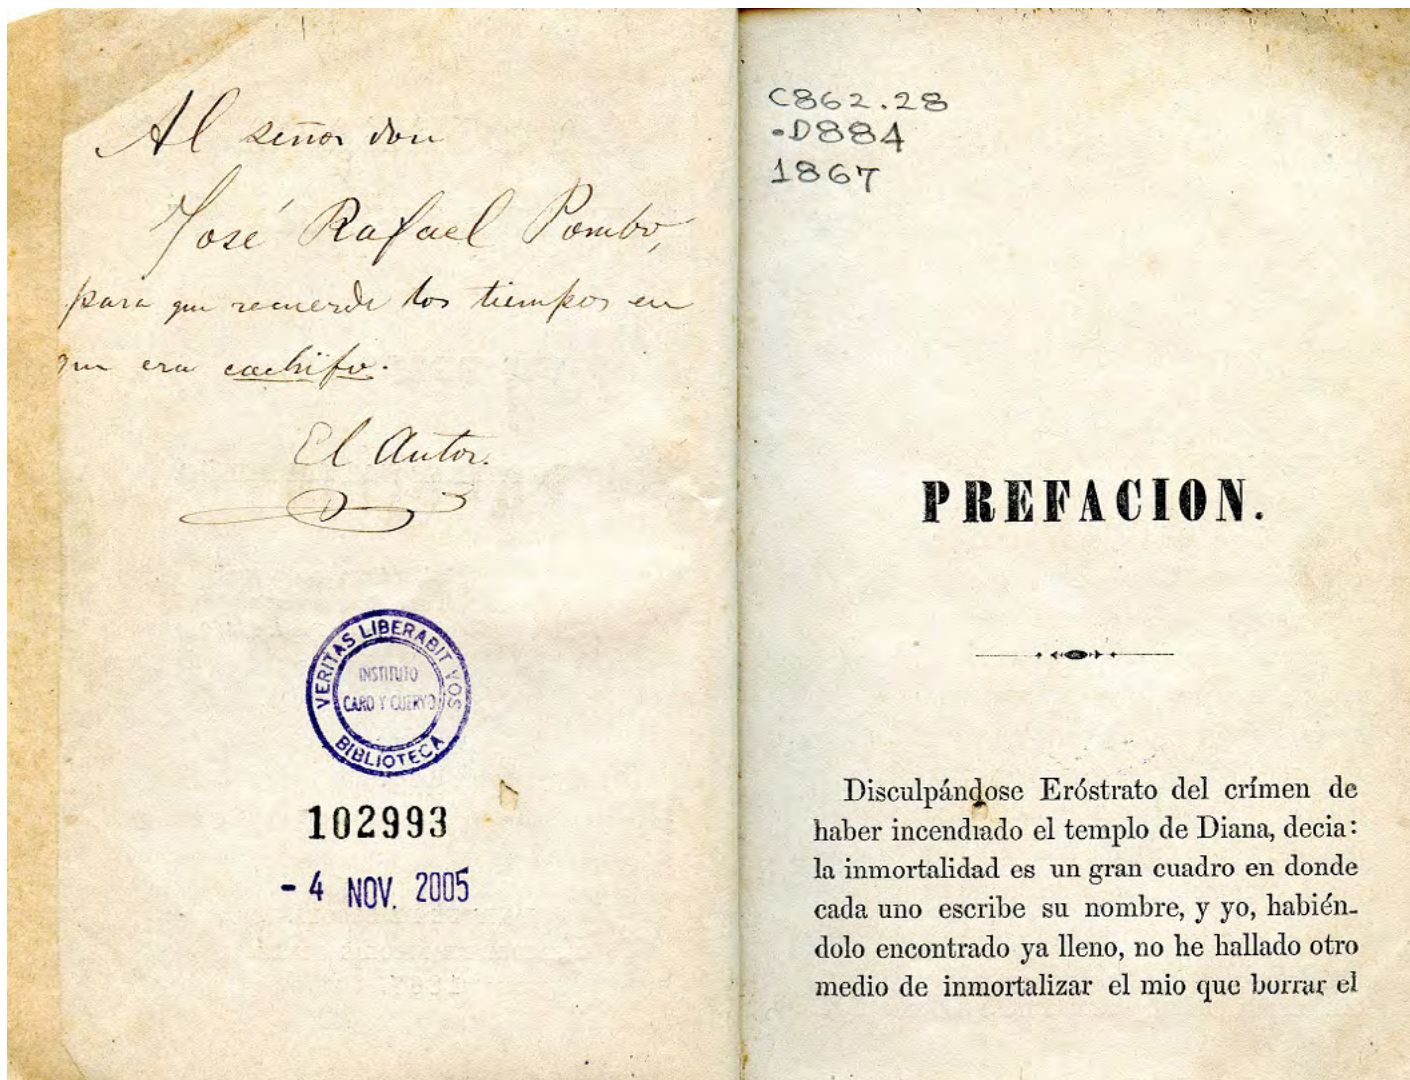 Al señor don
José Rafael Pombo,
para que recuerde los tiempos en
que era cachifo.
El Autor.
VERITAS LIBERABIT VOS
INSTITUTO
CARO Y CUERVO
BIBLIOTECA
102993
- 4 NOV. 2005
C862.28
.D884
1867
PREFACION.
Disculpándose Eróstrato del crímen de
haber incendiado el templo de Diana, decia:
la inmortalidad es un gran cuadro en donde
cada uno escribe su nombre, y yo, habién-
dolo encontrado ya lleno, no he hallado otro
medio de inmortalizar el mio que borrar el